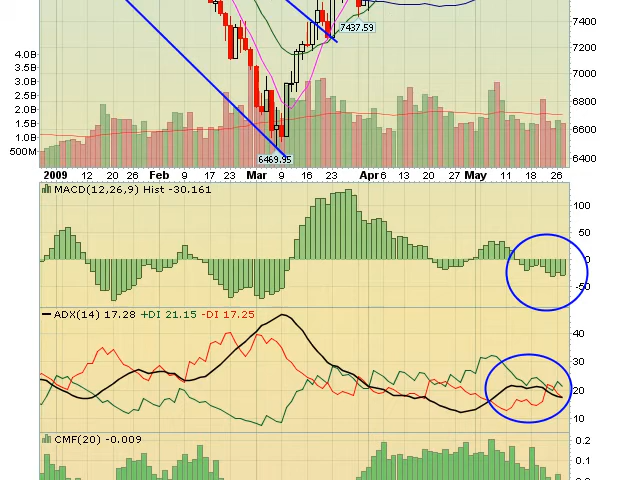 7437.59
7400
7200
7000
6800
6600
6400
4.0B
3.5B
3.0B
2.5B
2.0B
1.5B
1.0B
500M
6469.95
2009 12 20 26 Feb 9 17 23 Mar 9 16 23 Apr 6 13 20 27 May 11 18 26
MACD(12,26,9) Hist -30.161
100
50
0
-50
ADX(14) 17.28 +DI 21.15 -DI 17.25
40
30
20
10
CMF(20) -0.009
0.2
0.1